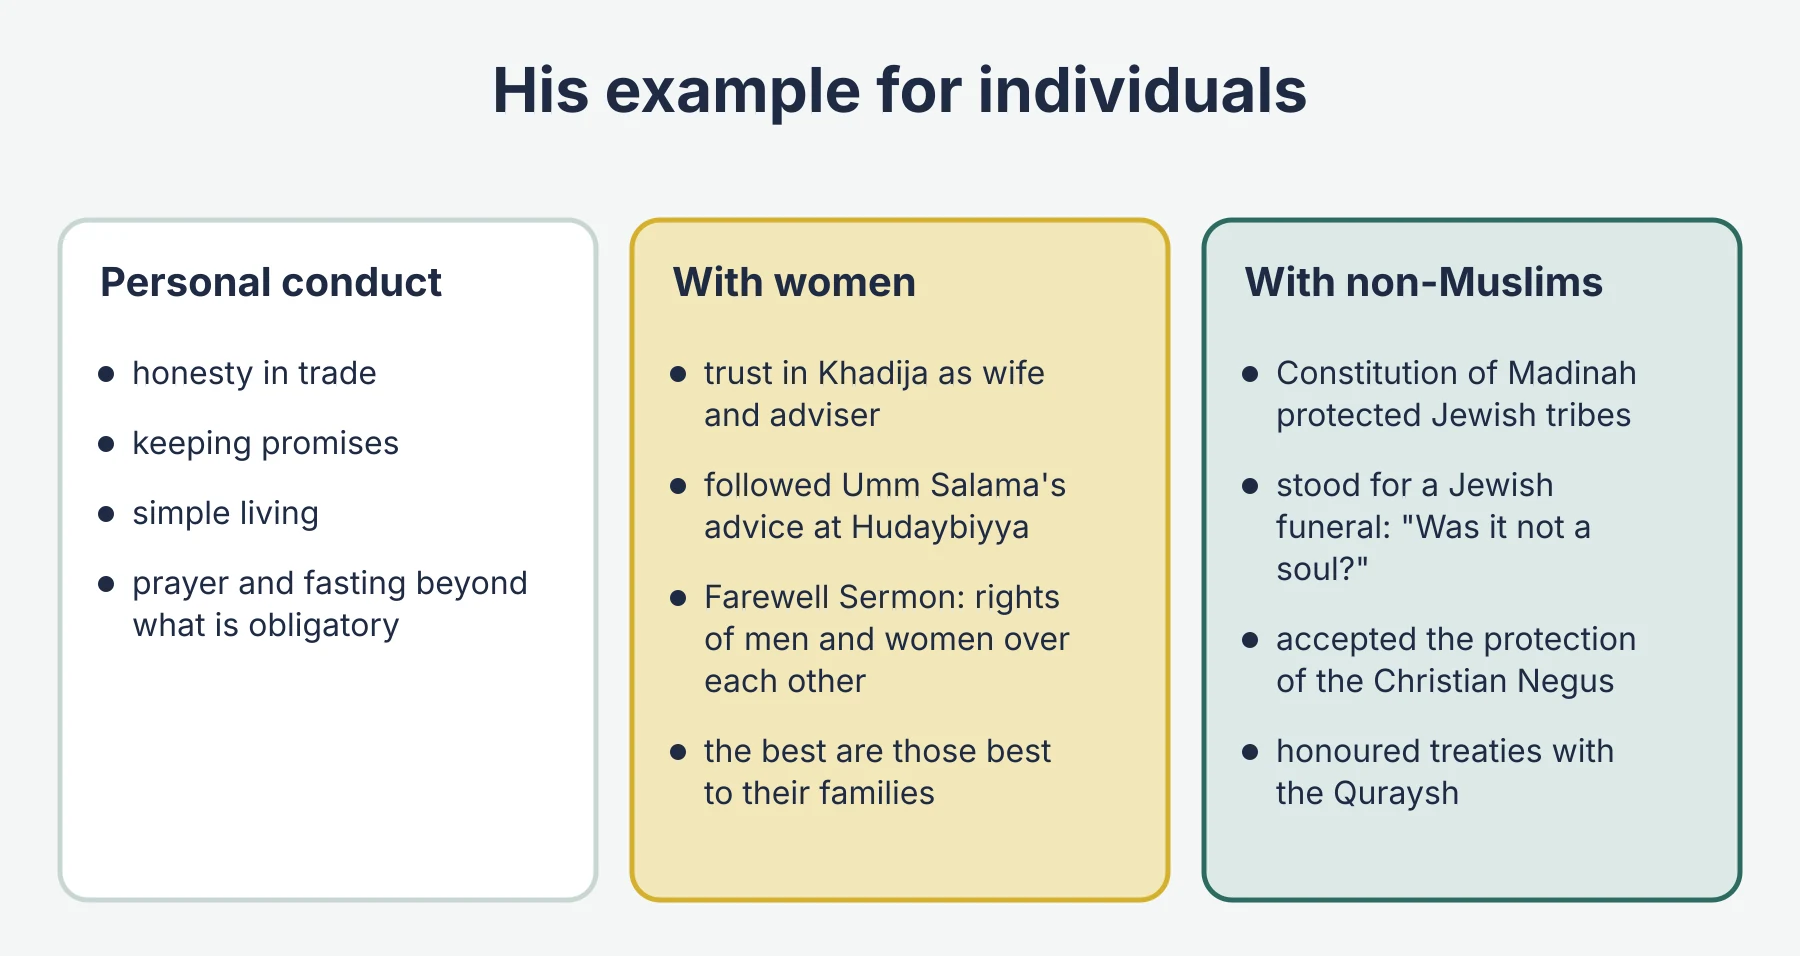 His example for individuals
Personal conduct
honesty in trade
keeping promises
simple living
prayer and fasting beyond
what is obligatory
With women
trust in Khadija as wife
and adviser
followed Umm Salama's
advice at Hudaybiyya
Farewell Sermon: rights
of men and women over
each other
the best are those best
to their families
With non-Muslims
Constitution of Madinah
protected Jewish tribes
stood for a Jewish
funeral: "Was it not a
soul?"
accepted the protection
of the Christian Negus
honoured treaties with
the Quraysh